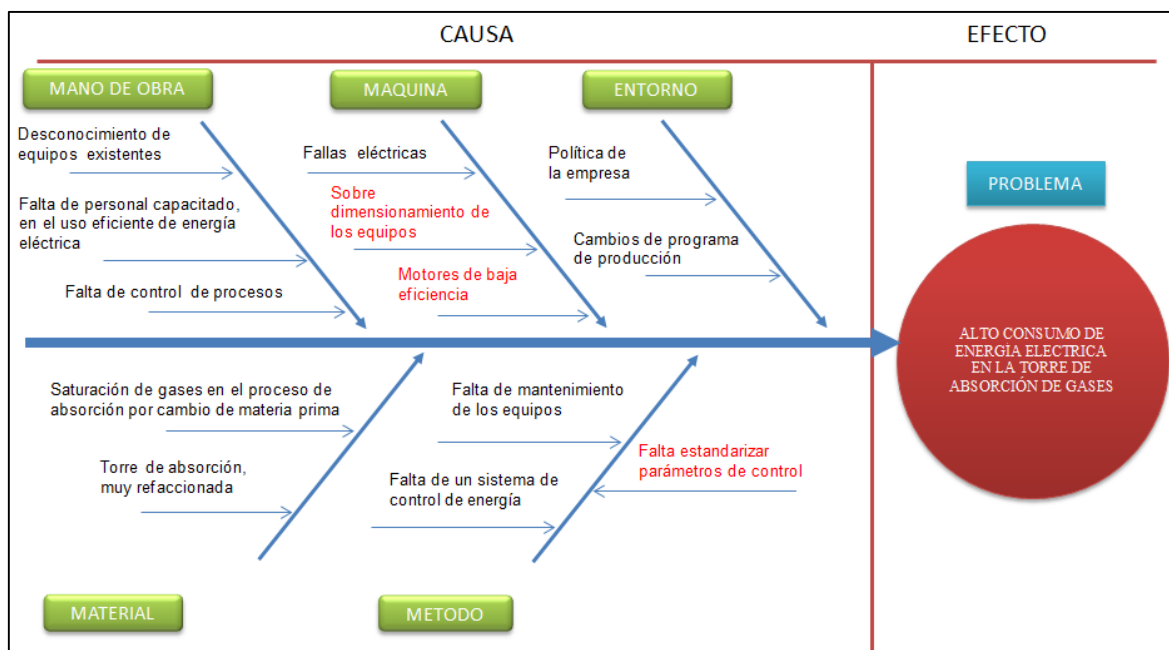 CAUSA
EFECTO
MANO DE OBRA
MAQUINA
ENTORNO
Desconocimiento de
equipos existentes
Falta de personal capacitado,
en el uso eficiente de energía
eléctrica
Falta de control de procesos
Fallas eléctricas
Sobre
dimensionamiento de
los equipos
Motores de baja
eficiencia
Política de
la empresa
Cambios de programa
de producción
PROBLEMA
ALTO CONSUMO DE
ENERGÍA ELECTRICA
EN LA TORRE DE
ABSORCIÓN DE GASES
Saturación de gases en el proceso de
absorción por cambio de materia prima
Torre de absorción,
muy refaccionada
Falta de mantenimiento
de los equipos
Falta estandarizar
parámetros de control
Falta de un sistema de
control de energía
MATERIAL
METODO